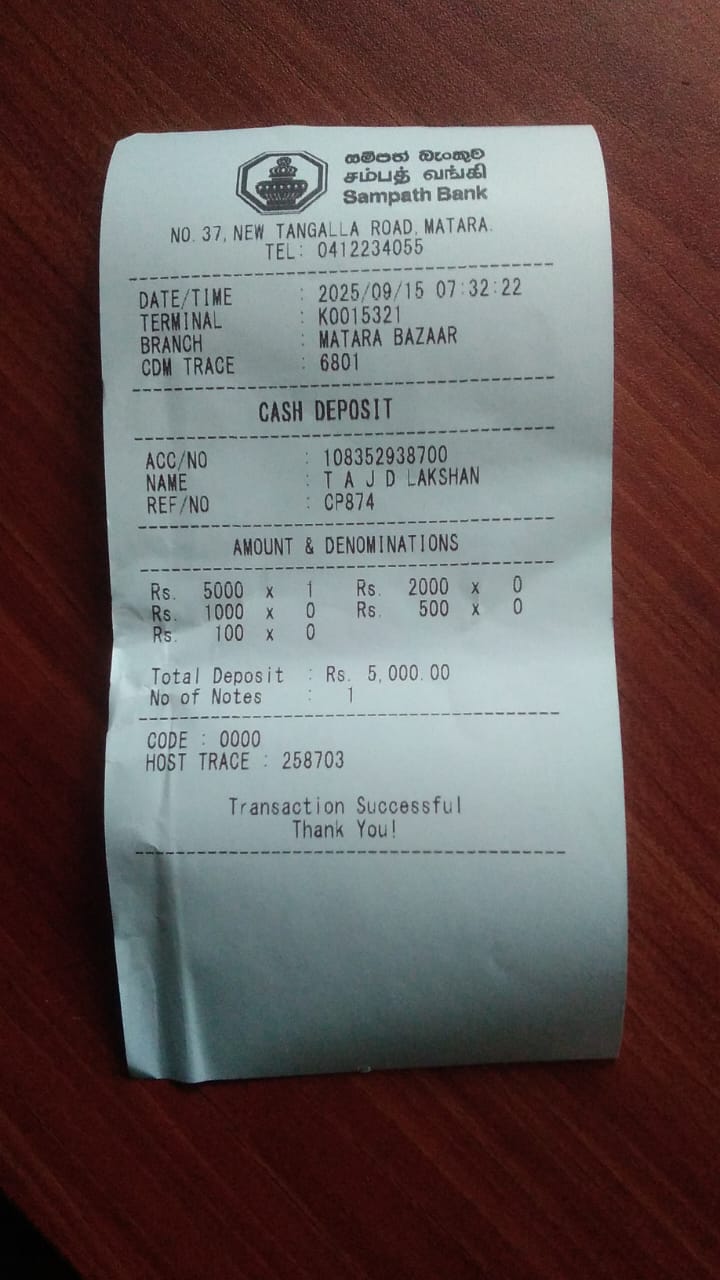 සම්පත් බැංකුව
சம்பத் வங்கி
Sampath Bank
NO. 37, NEW TANGALLA ROAD, MATARA.
TEL: 0412234055
DATE/TIME : 2025/09/15 07:32:22
TERMINAL : K0015321
BRANCH : MATARA BAZAAR
CDM TRACE : 6801
CASH DEPOSIT
ACC/NO : 108352938700
NAME : T A J D LAKSHAN
REF/NO : CP874
AMOUNT & DENOMINATIONS
Rs. 5000 x 1 Rs. 2000 x 0
Rs. 1000 x 0 Rs. 500 x 0
Rs. 100 x 0
Total Deposit : Rs. 5,000.00
No of Notes : 1
CODE : 0000
HOST TRACE : 258703
Transaction Successful
Thank You!